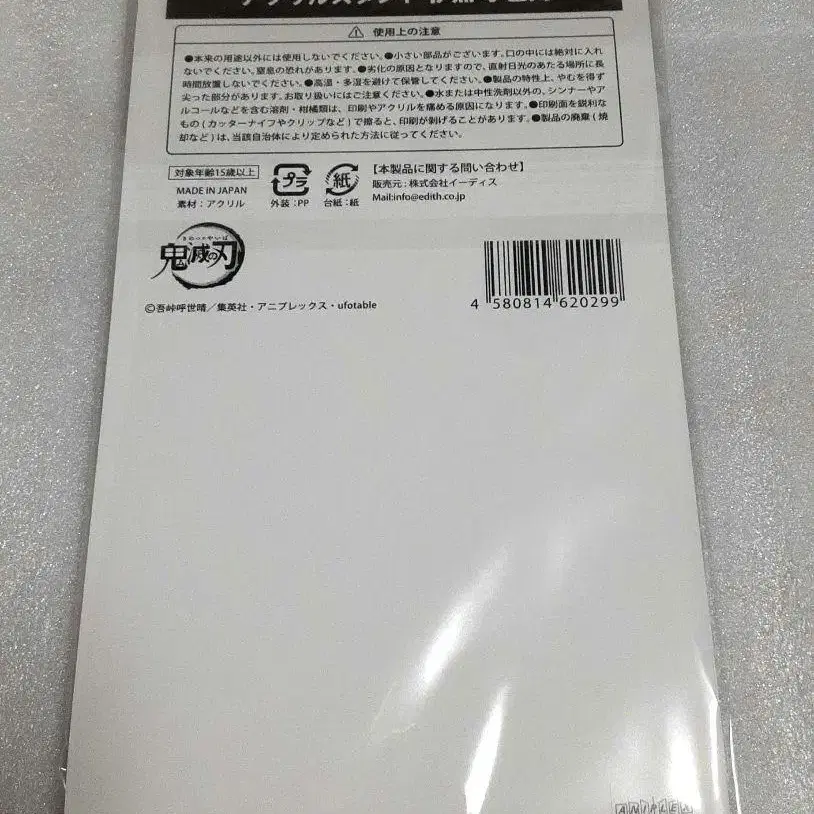 アクリルスタンド
⚠ 使用上の注意
●本来の用途以外には使用しないでください。●小さい部品がございます。口の中には絶対に入れ
ないでください。窒息の恐れがあります。●劣化の原因となりますので、直射日光のあたる場所に長
時間放置しないでください。●高温・多湿を避けて保管してください。●製品の特性上、やむを得ず
尖った部分があります。お取り扱いにはご注意ください。●水または中性洗剤以外の、シンナーやア
ルコールなどを含む溶剤・柑橘類は、印刷やアクリルを痛める原因になります。●印刷面を鋭利な
もの(カッターナイフやクリップなど)で擦ると、印刷が剥げることがあります。●製品の廃棄(焼
却など)は、当該自治体により定められた方法に従ってください。
対象年齢15歳以上
MADE IN JAPAN
素材：アクリル
プラ
外装：PP
紙
台紙：紙
【本製品に関する問い合わせ】
販売元：株式会社イーディス
Mail:info@edith.co.jp
きめつのやいば
鬼滅の刃
©吾峠呼世晴／集英社・アニプレックス・ufotable
4 580814 620299
ANIPLEX